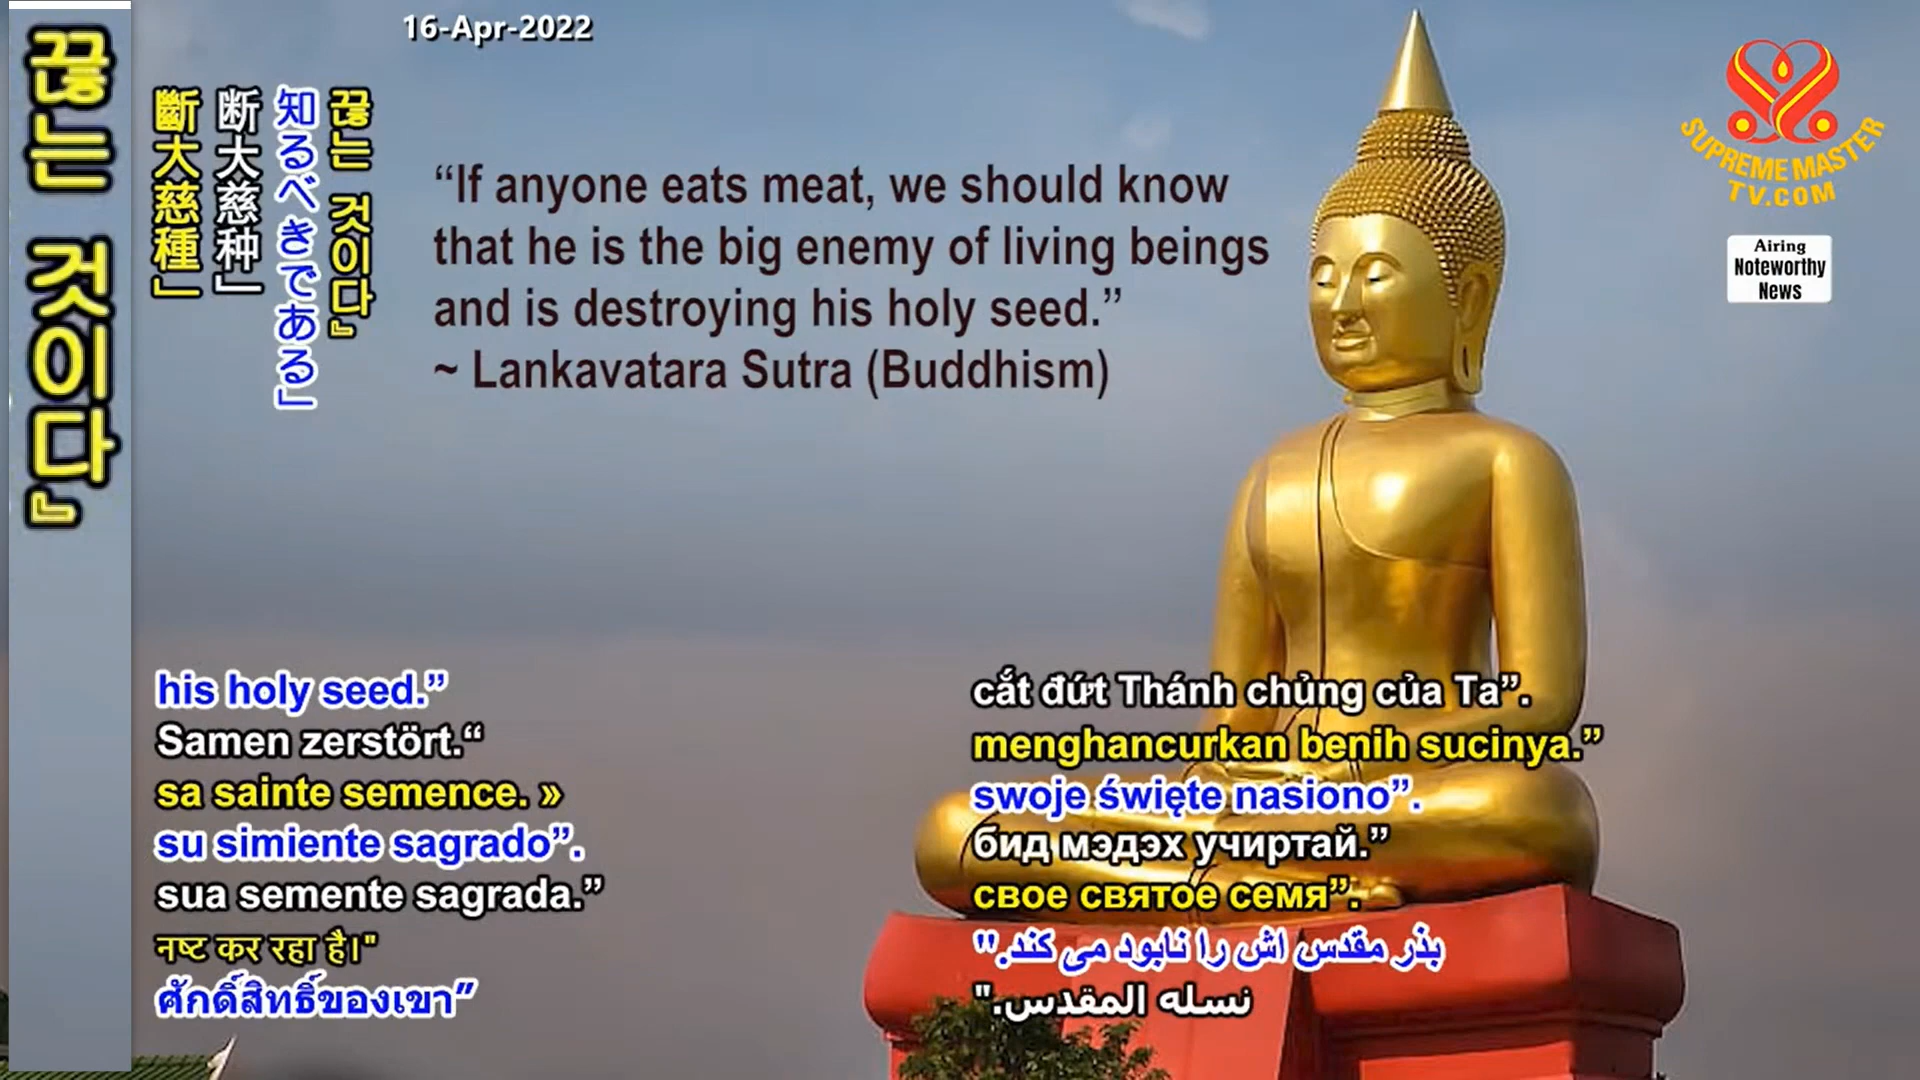 끊는 것이다』
斷大慈種」
断大慈种」
知るべきである」
끊는 것이다』
16-Apr-2022
“If anyone eats meat, we should know
that he is the big enemy of living beings
and is destroying his holy seed.”
~ Lankavatara Sutra (Buddhism)
SUPREME MASTER
TV.COM
Airing
Noteworthy
News
his holy seed.”
Samen zerstört.“
sa sainte semence. »
su simiente sagrado”.
sua semente sagrada.”
नष्ट कर रहा है।"
ศักดิ์สิทธิ์ของเขา”
cắt đứt Thánh chủng của Ta”.
menghancurkan benih sucinya.”
swoje święte nasiono”.
бид мэдэх учиртай.”
свое святое семя”.
بذر مقدس اش را نابود می کند."
نسله المقدس."